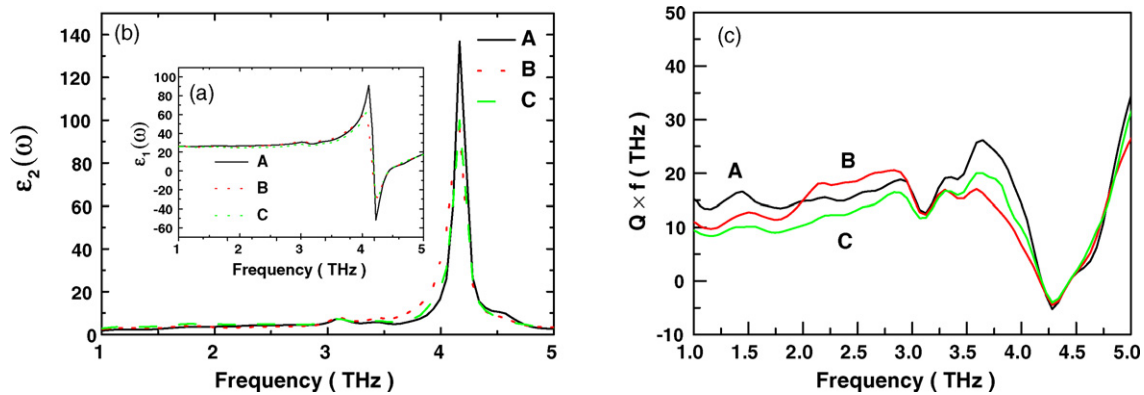 (b)
A
B
C
ε₂(ω)
140
120
100
80
60
40
20
0
1 2 3 4 5
Frequency ( THz )
(a)
ε₁(ω)
100
80
60
40
20
0
-20
-40
-60
A
B
C
1 2 3 4 5
Frequency ( THz )
(c)
Q × f ( THz )
50
40
30
20
10
0
-10
A
B
C
1.0 1.5 2.0 2.5 3.0 3.5 4.0 4.5 5.0
Frequency ( THz )